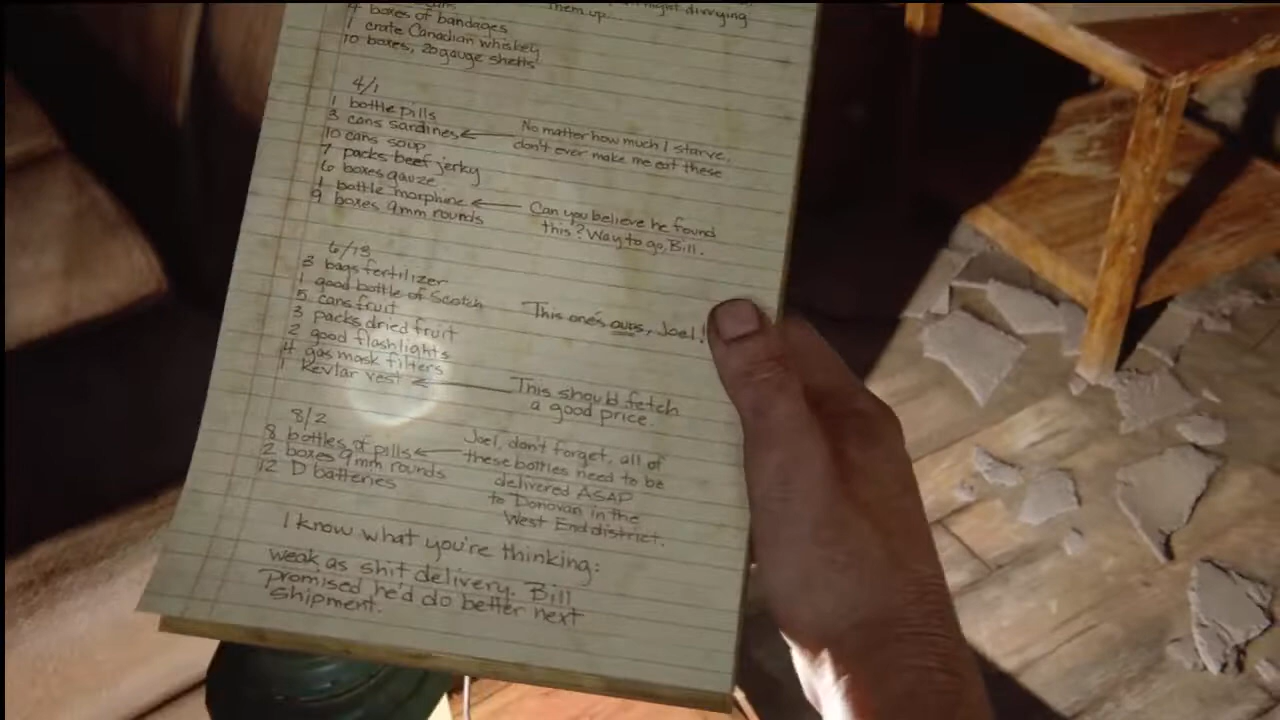 them up...
4 boxes of bandages
1 crate Canadian whiskey
10 boxes, 20 gauge shells
4/1
1 bottle pills
3 cans sardines
No matter how much I starve,
don't ever make me eat these
10 cans soup
7 packs beef jerky
6 boxes gauze
1 bottle morphine
Can you believe he found
this? Way to go, Bill.
9 boxes 9mm rounds
6/13
3 bags fertilizer
1 good bottle of Scotch
This one's ours, Joel!
5 cans fruit
3 packs dried fruit
2 good flashlights
4 gas mask filters
1 Kevlar vest
This should fetch
a good price.
8/2
8 bottles of pills
Joel, don't forget, all of
these bottles need to be
delivered ASAP
to Donovan in the
West End district.
2 boxes 9mm rounds
12 D batteries
I know what you're thinking:
weak as shit delivery. Bill
promised he'd do better next
shipment.